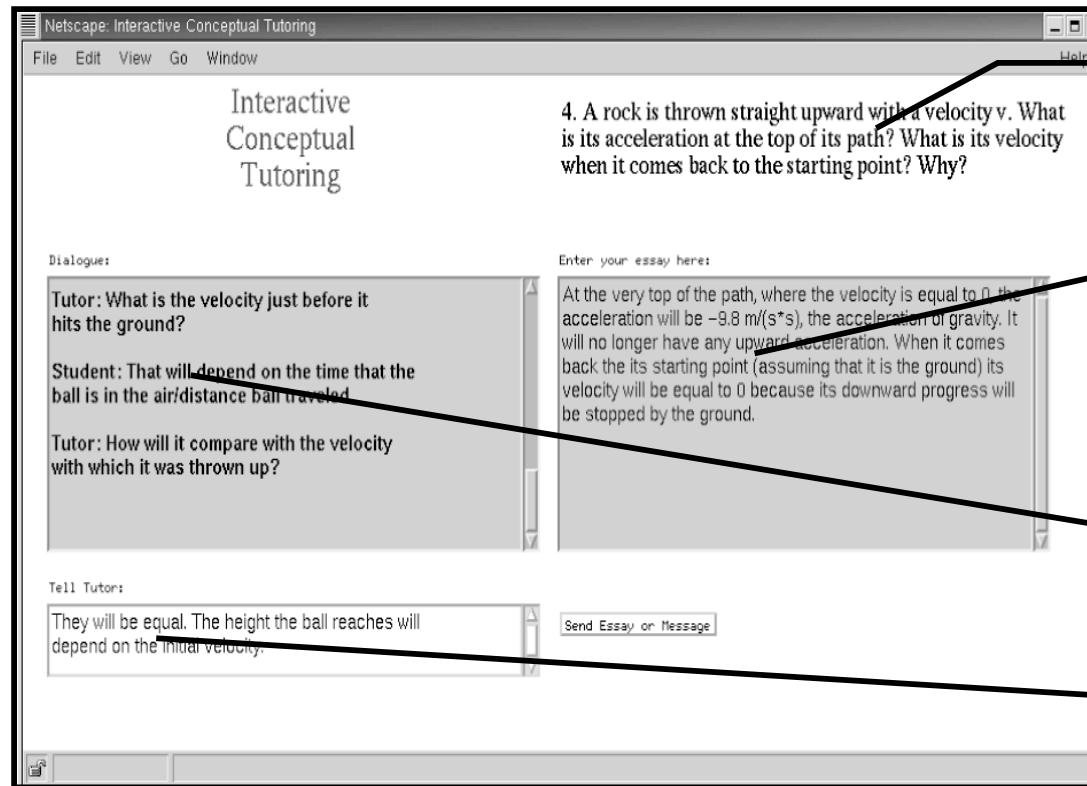 Netscape: Interactive Conceptual Tutoring
File Edit View Go Window Help
Interactive
Conceptual
Tutoring
4. A rock is thrown straight upward with a velocity v. What
is its acceleration at the top of its path? What is its velocity
when it comes back to the starting point? Why?
Dialogue:
Tutor: What is the velocity just before it
hits the ground?
Student: That will depend on the time that the
ball is in the air/distance ball traveled
Tutor: How will it compare with the velocity
with which it was thrown up?
Enter your essay here:
At the very top of the path, where the velocity is equal to 0, the
acceleration will be -9.8 m/(s*s), the acceleration of gravity. It
will no longer have any upward acceleration. When it comes
back the its starting point (assuming that it is the ground) its
velocity will be equal to 0 because its downward progress will
be stopped by the ground.
Tell Tutor:
They will be equal. The height the ball reaches will
depend on the initial velocity.
Send Essay or Message